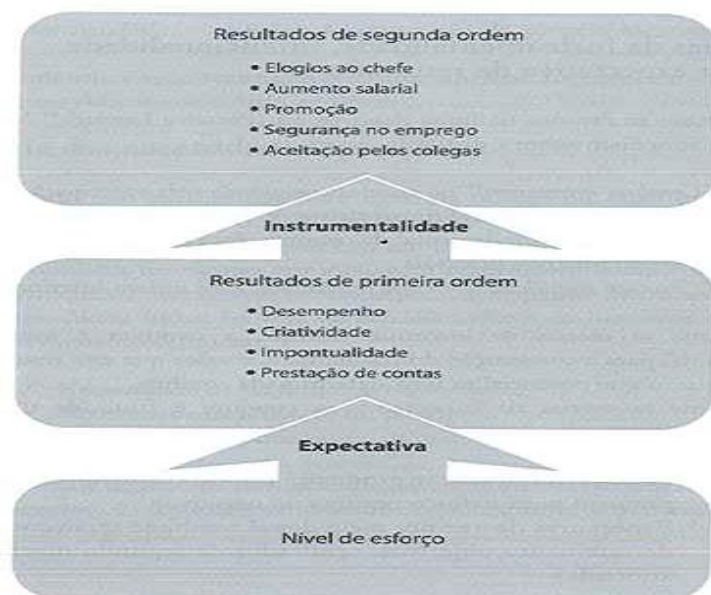 Resultados de segunda ordem
• Elogios ao chefe
• Aumento salarial
• Promoção
• Segurança no emprego
• Aceitação pelos colegas
Instrumentalidade
Resultados de primeira ordem
• Desempenho
• Criatividade
• Impontualidade
• Prestação de contas
Expectativa
Nível de esforço